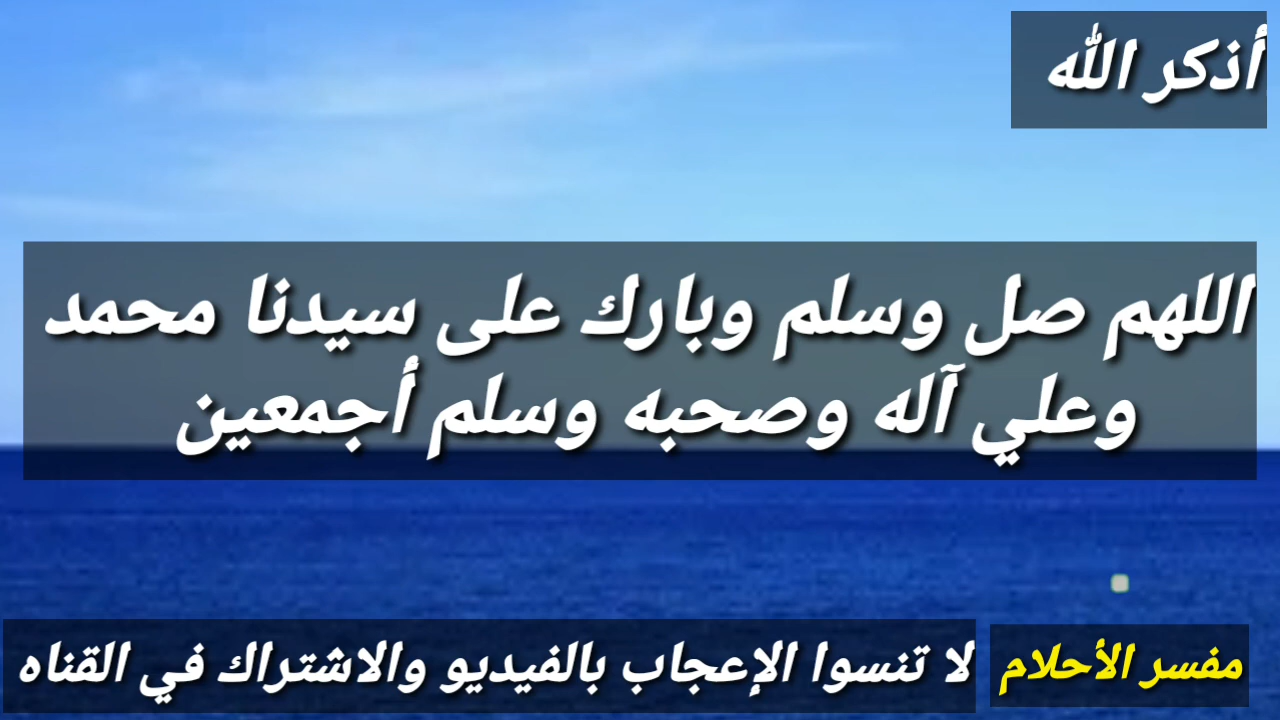 أذكر الله
اللهم صل وسلم وبارك على سيدنا محمد
وعلي آله وصحبه وسلم أجمعين
مفسر الأحلام
لا تنسوا الإعجاب بالفيديو والاشتراك في القناه